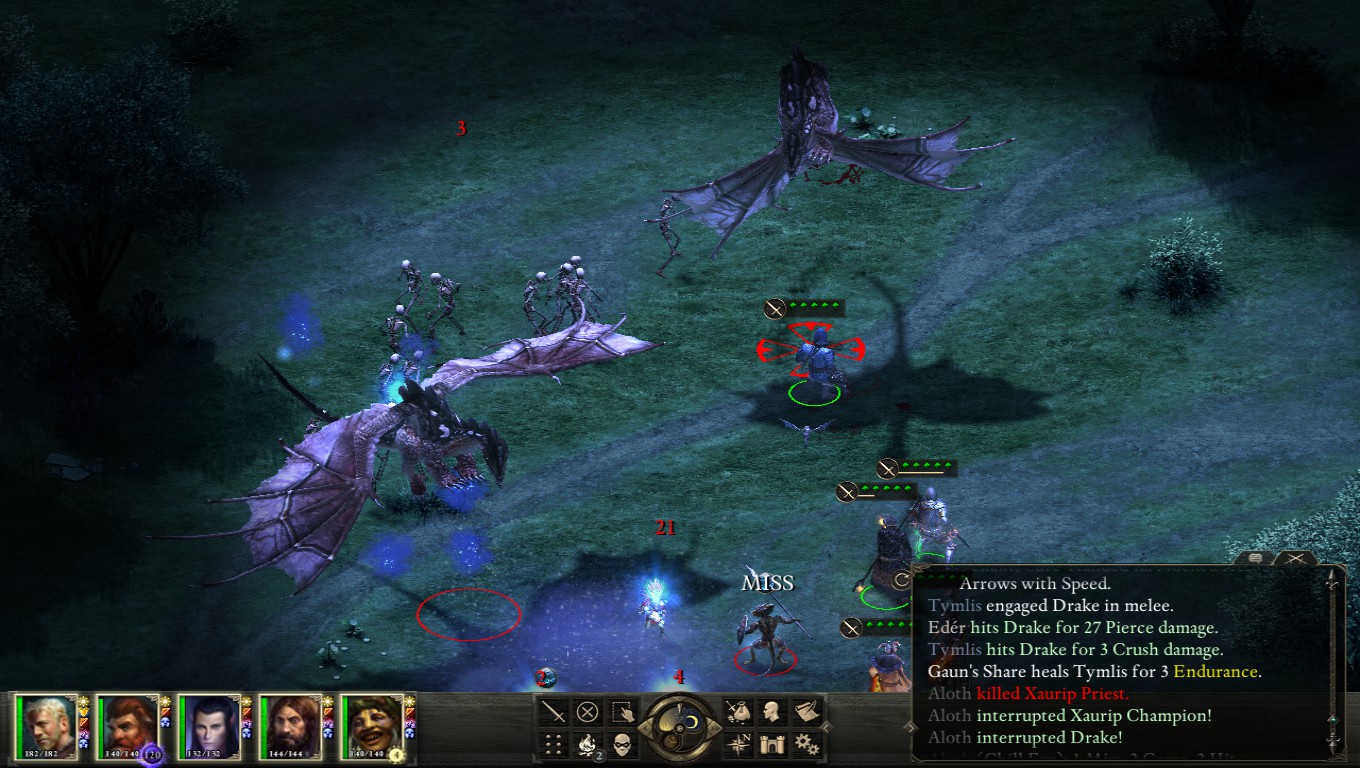 3
21
MISS
2
4
Arrows with Speed.
Tymlis engaged Drake in melee.
Edér hits Drake for 27 Pierce damage.
Tymlis hits Drake for 3 Crush damage.
Gaun's Share heals Tymlis for 3 Endurance.
Aloth killed Xaurip Priest.
Aloth interrupted Xaurip Champion!
Aloth interrupted Drake!
182/182
140/140
120
132/132
144/144
140/140
4
2